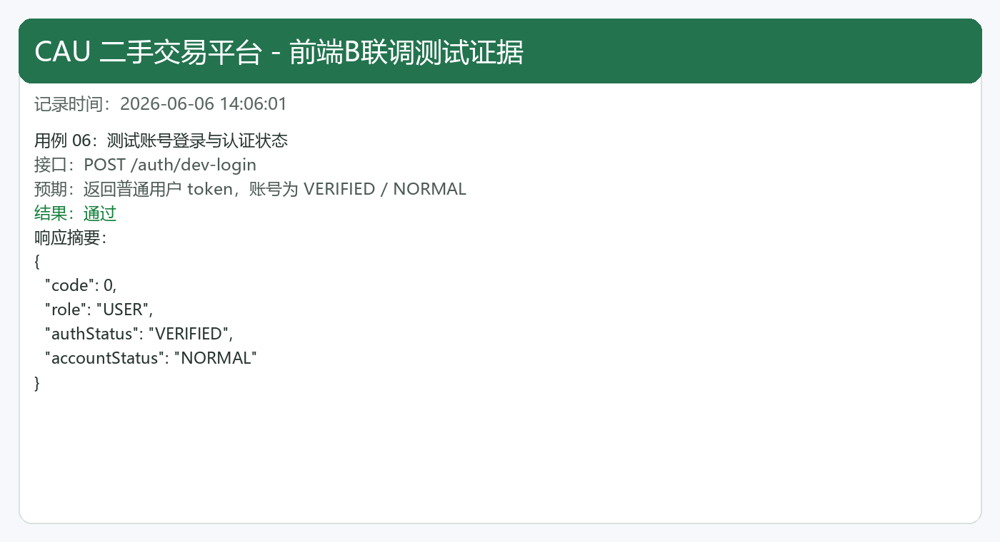 CAU 二手交易平台 - 前端B联调测试证据
记录时间：2026-06-06 14:06:01
用例 06：测试账号登录与认证状态
接口：POST /auth/dev-login
预期：返回普通用户 token，账号为 VERIFIED / NORMAL
结果：通过
响应摘要：
{
  "code": 0,
  "role": "USER",
  "authStatus": "VERIFIED",
  "accountStatus": "NORMAL"
}